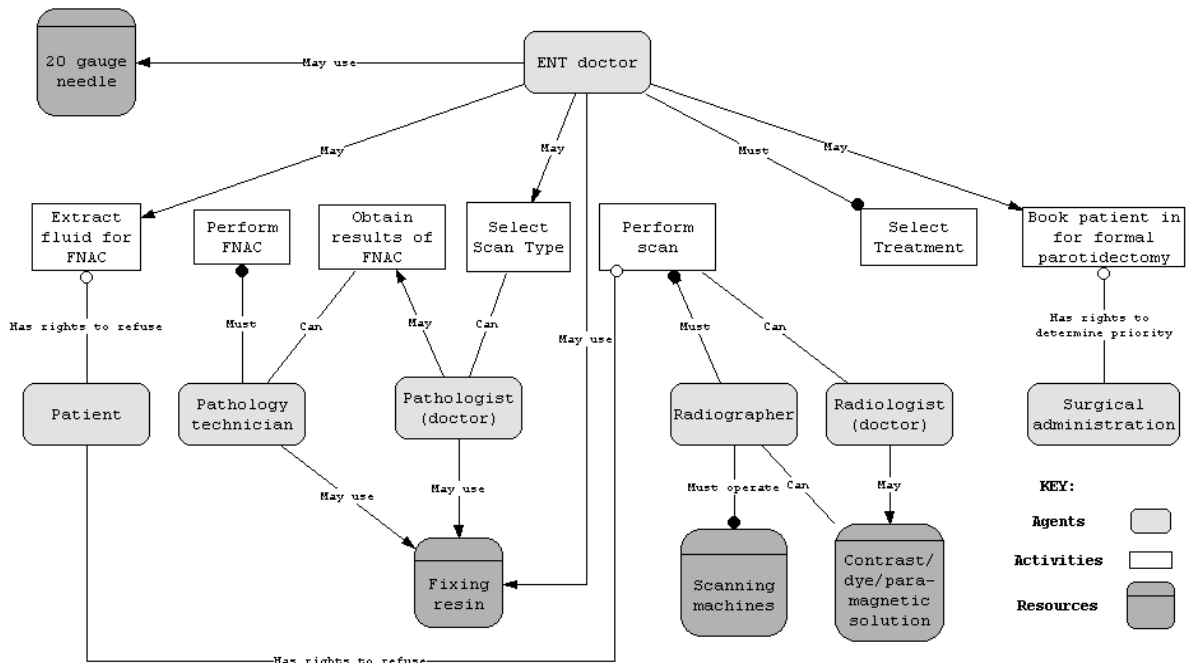 20 gauge
needle
May use
ENT doctor
May
May
May use
Must
May
Extract
fluid for
FNAC
Perform
FNAC
Obtain
results of
FNAC
Select
Scan Type
Perform
scan
Select
Treatment
Book patient in
for formal
parotidectomy
Has rights to refuse
Must
Can
May
Can
Must
Can
Has rights to
determine priority
Patient
Pathology
technician
Pathologist
(doctor)
Radiographer
Radiologist
(doctor)
Surgical
administration
May use
May use
Must operate
Can
May
Fixing
resin
Scanning
machines
Contrast/
dye/para-
magnetic
solution
KEY:
Agents
Activities
Resources
Has rights to refuse